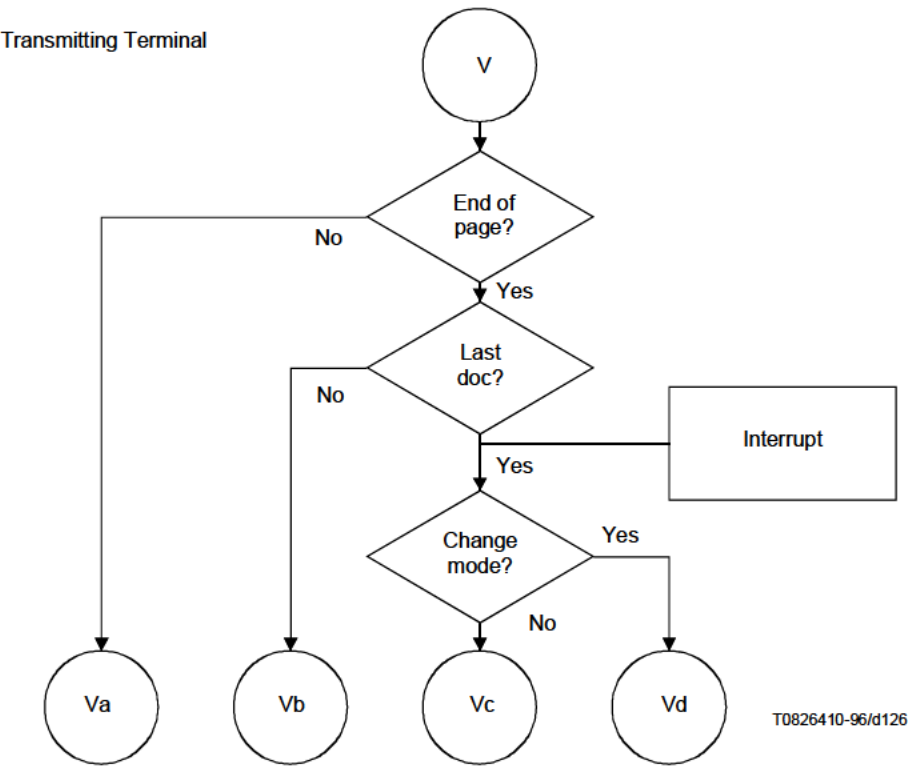 Transmitting Terminal
V
End of
page?
No
Yes
Last
doc?
No
Interrupt
Yes
Change
mode?
Yes
No
Va
Vb
Vc
Vd
T0826410-96/d126